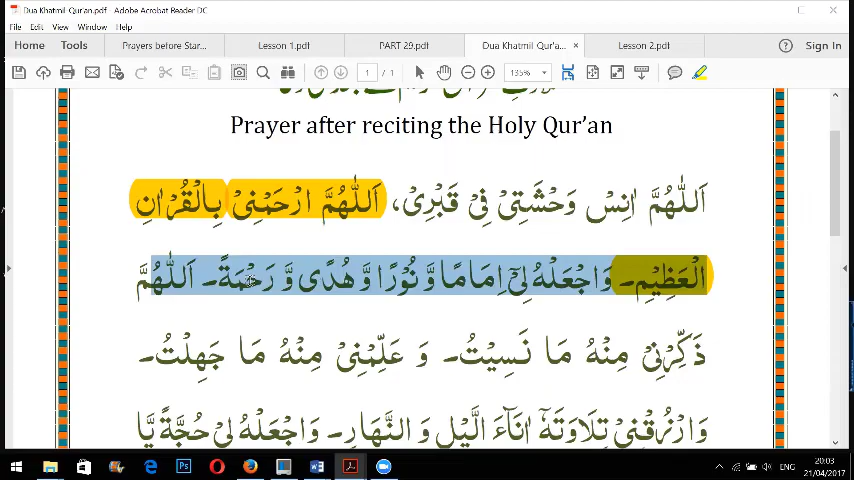 Dua Khatmil Qur'an.pdf - Adobe Acrobat Reader DC
File Edit View Window Help
Home Tools Prayers before Star... Lesson 1.pdf PART 29.pdf Dua Khatmil Qur'a... × Lesson 2.pdf Sign In
1 / 1 135%
Prayer after reciting the Holy Qur'an
اَللّٰهُمَّ اٰنِسْ وَحْشَتِیْ فِیْ قَبْرِیْ، اَللّٰهُمَّ ارْحَمْنِیْ بِالْقُرْاٰنِ
الْعَظِیْمِ۔ وَاجْعَلْهُ لِیْٓ اِمَامًا وَّ نُوْرًا وَّ هُدًی وَّ رَحْمَةً۔ اَللّٰهُمَّ
ذَكِّرْنِیْ مِنْهُ مَا نَسِیْتُ۔ وَ عَلِّمْنِیْ مِنْهُ مَا جَهِلْتُ۔
وَارْزُقْنِیْ تِلَاوَتَهٗٓ اٰنَآءَ الَّیْلِ وَ النَّهَارِ۔ وَاجْعَلْهُ لِیْ حُجَّةً یَّا
ENG 20:03
21/04/2017